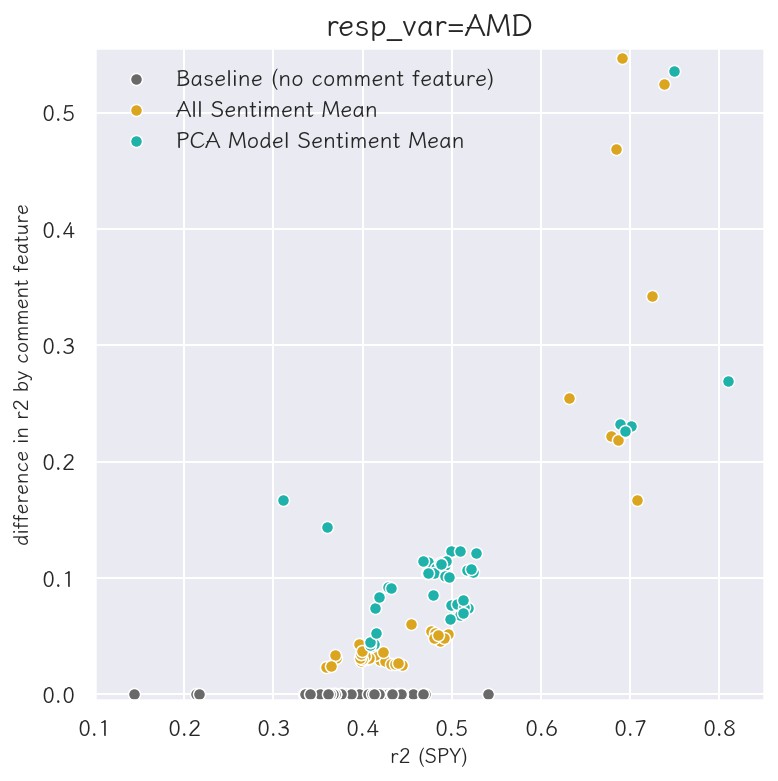 resp_var=AMD
Baseline (no comment feature)
All Sentiment Mean
PCA Model Sentiment Mean
difference in r2 by comment feature
0.5
0.4
0.3
0.2
0.1
0.0
0.1 0.2 0.3 0.4 0.5 0.6 0.7 0.8
r2 (SPY)